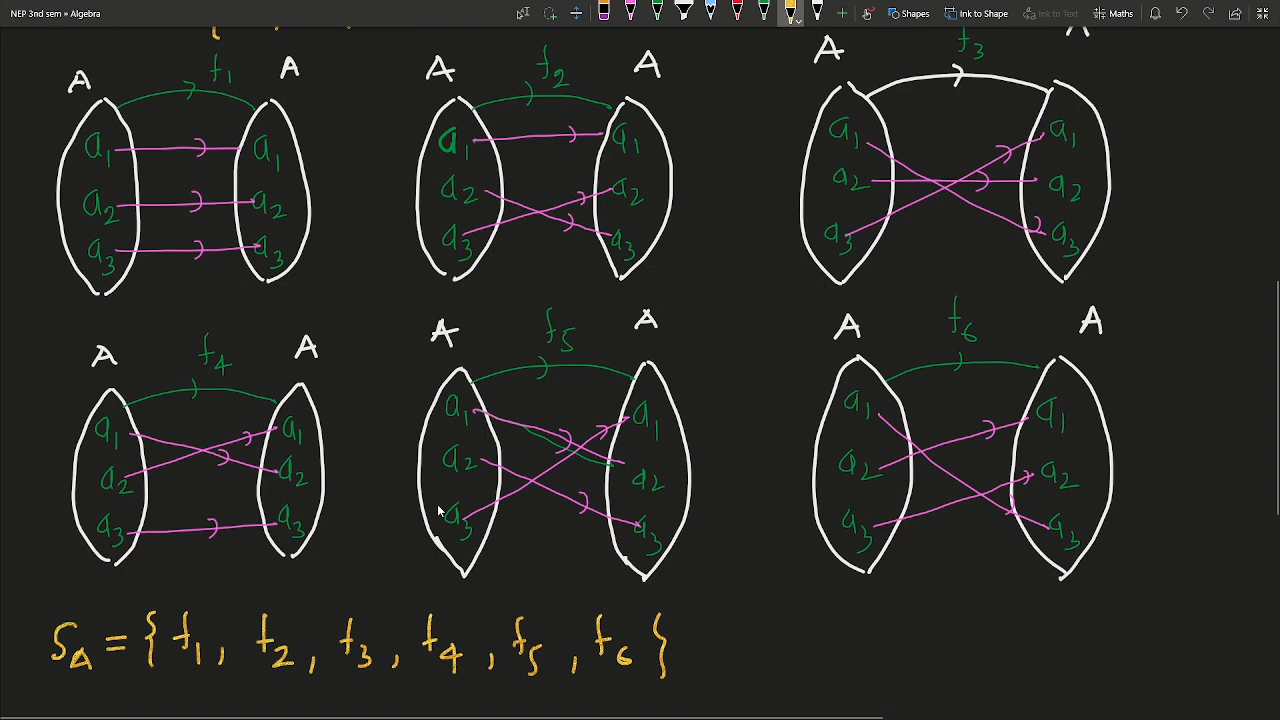 NEP 3nd sem » Algebra
Shapes Ink to Shape Ink to Text Maths
A f₁ A A f₂ A A f₃ A
a₁ a₁ a₁ a₁ a₁ a₁
a₂ a₂ a₂ a₂ a₂ a₂
a₃ a₃ a₃ a₃ a₃ a₃
A f₄ A A f₅ A A f₆ A
a₁ a₁ a₁ a₁ a₁ a₁
a₂ a₂ a₂ a₂ a₂ a₂
a₃ a₃ a₃ a₃ a₃ a₃
S_A = { f₁, f₂, f₃, f₄, f₅, f₆ }